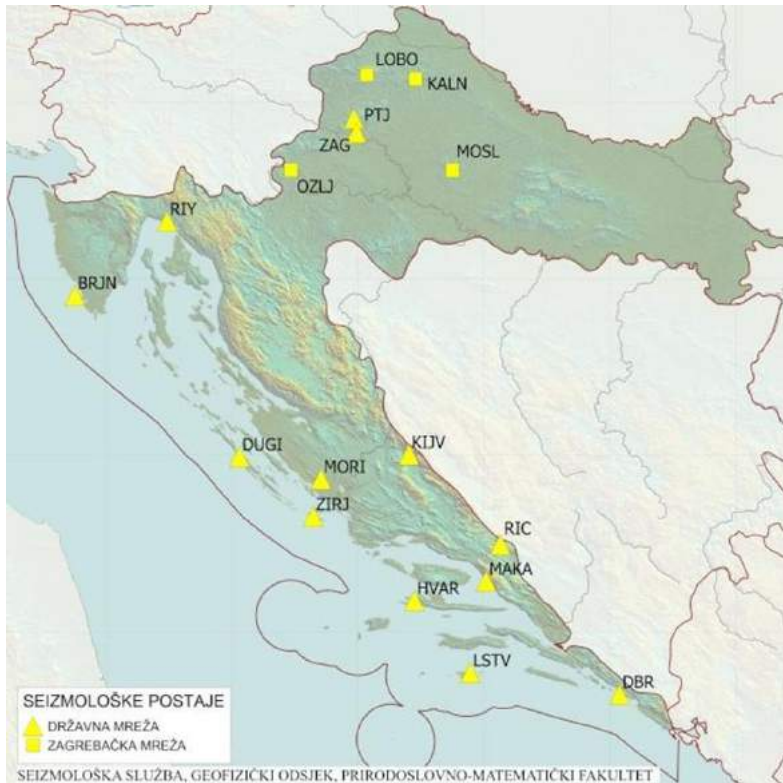 LOBO
KALN
PTJ
ZAG
MOSL
OZLJ
RIY
BRJN
DUGI
KIJV
MORI
ZIRJ
RIC
MAKA
HVAR
LSTV
DBR
SEIZMOLOŠKE POSTAJE
DRŽAVNA MREŽA
ZAGREBAČKA MREŽA
SEIZMOLOŠKA SLUŽBA, GEOFIZIČKI ODSJEK, PRIRODOSLOVNO-MATEMATIČKI FAKULTET